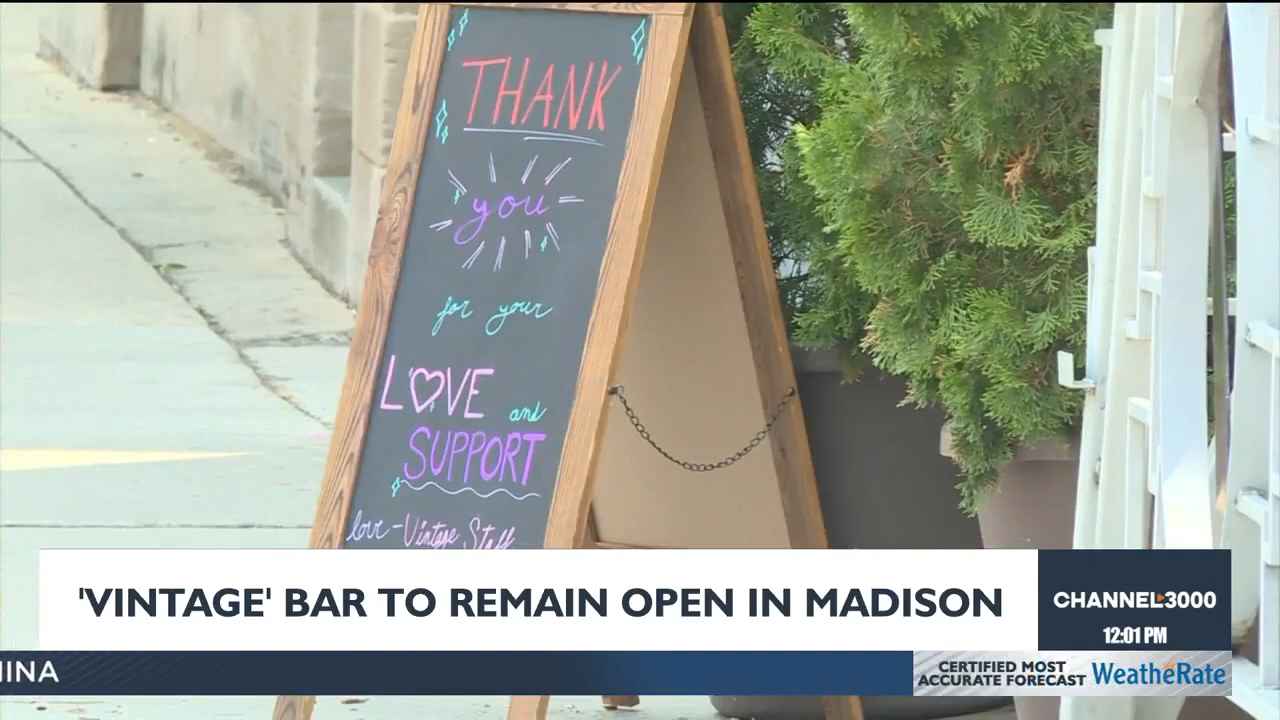 THANK
you
for your
LOVE and
SUPPORT
love - Vintage Staff
'VINTAGE' BAR TO REMAIN OPEN IN MADISON
CHANNEL3000
12:01 PM
CERTIFIED MOST
ACCURATE FORECAST
WeatheRate